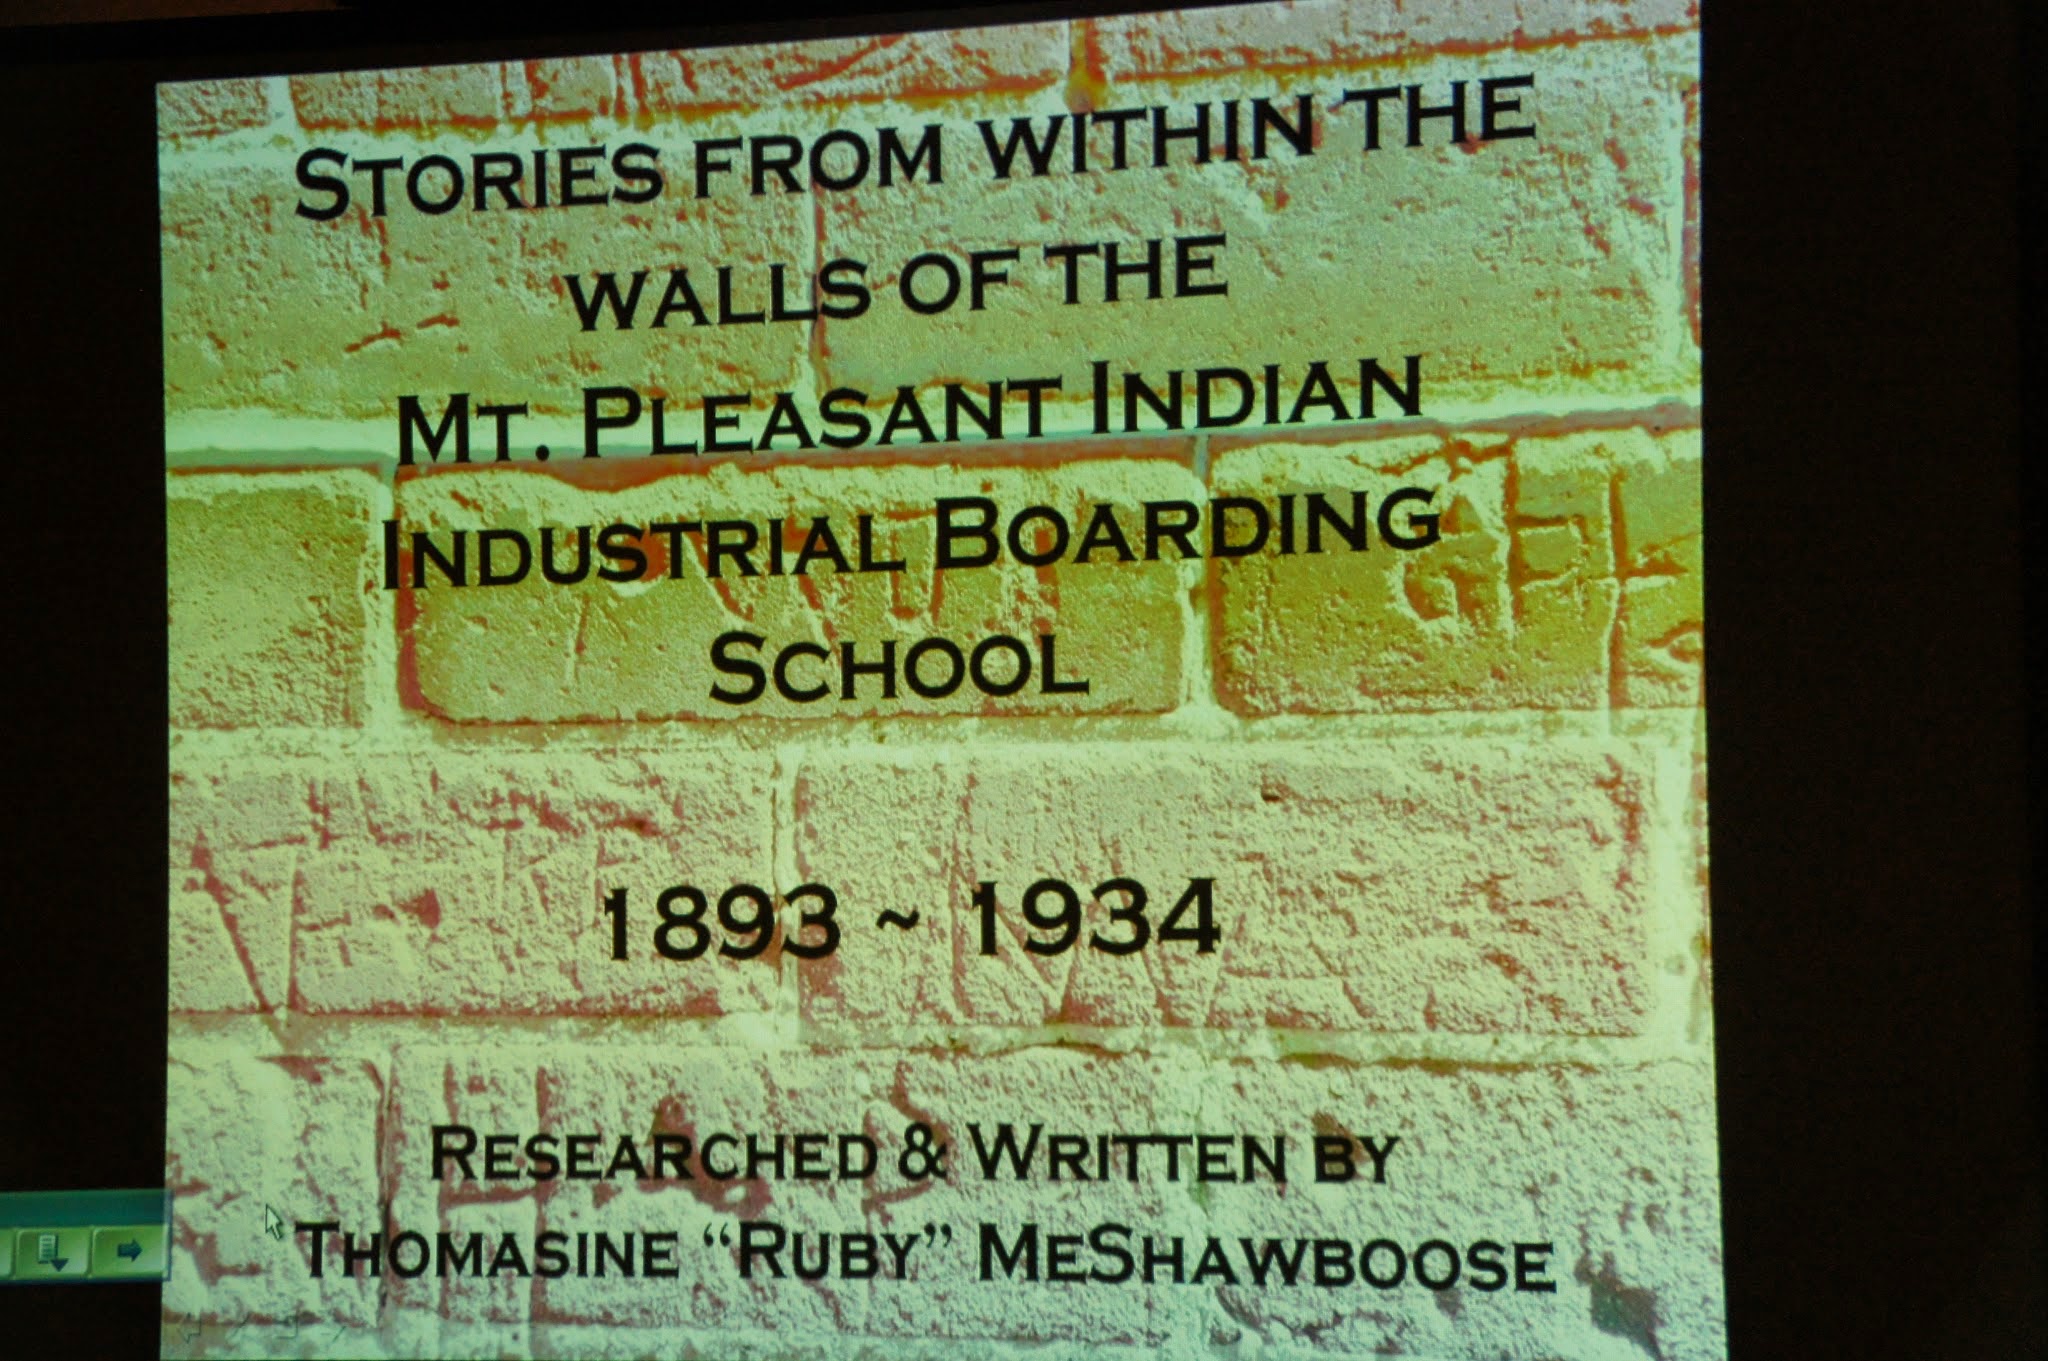 STORIES FROM WITHIN THE
WALLS OF THE
MT. PLEASANT INDIAN
INDUSTRIAL BOARDING
SCHOOL
1893 ~ 1934
RESEARCHED & WRITTEN BY
THOMASINE “RUBY” MESHAWBOOSE